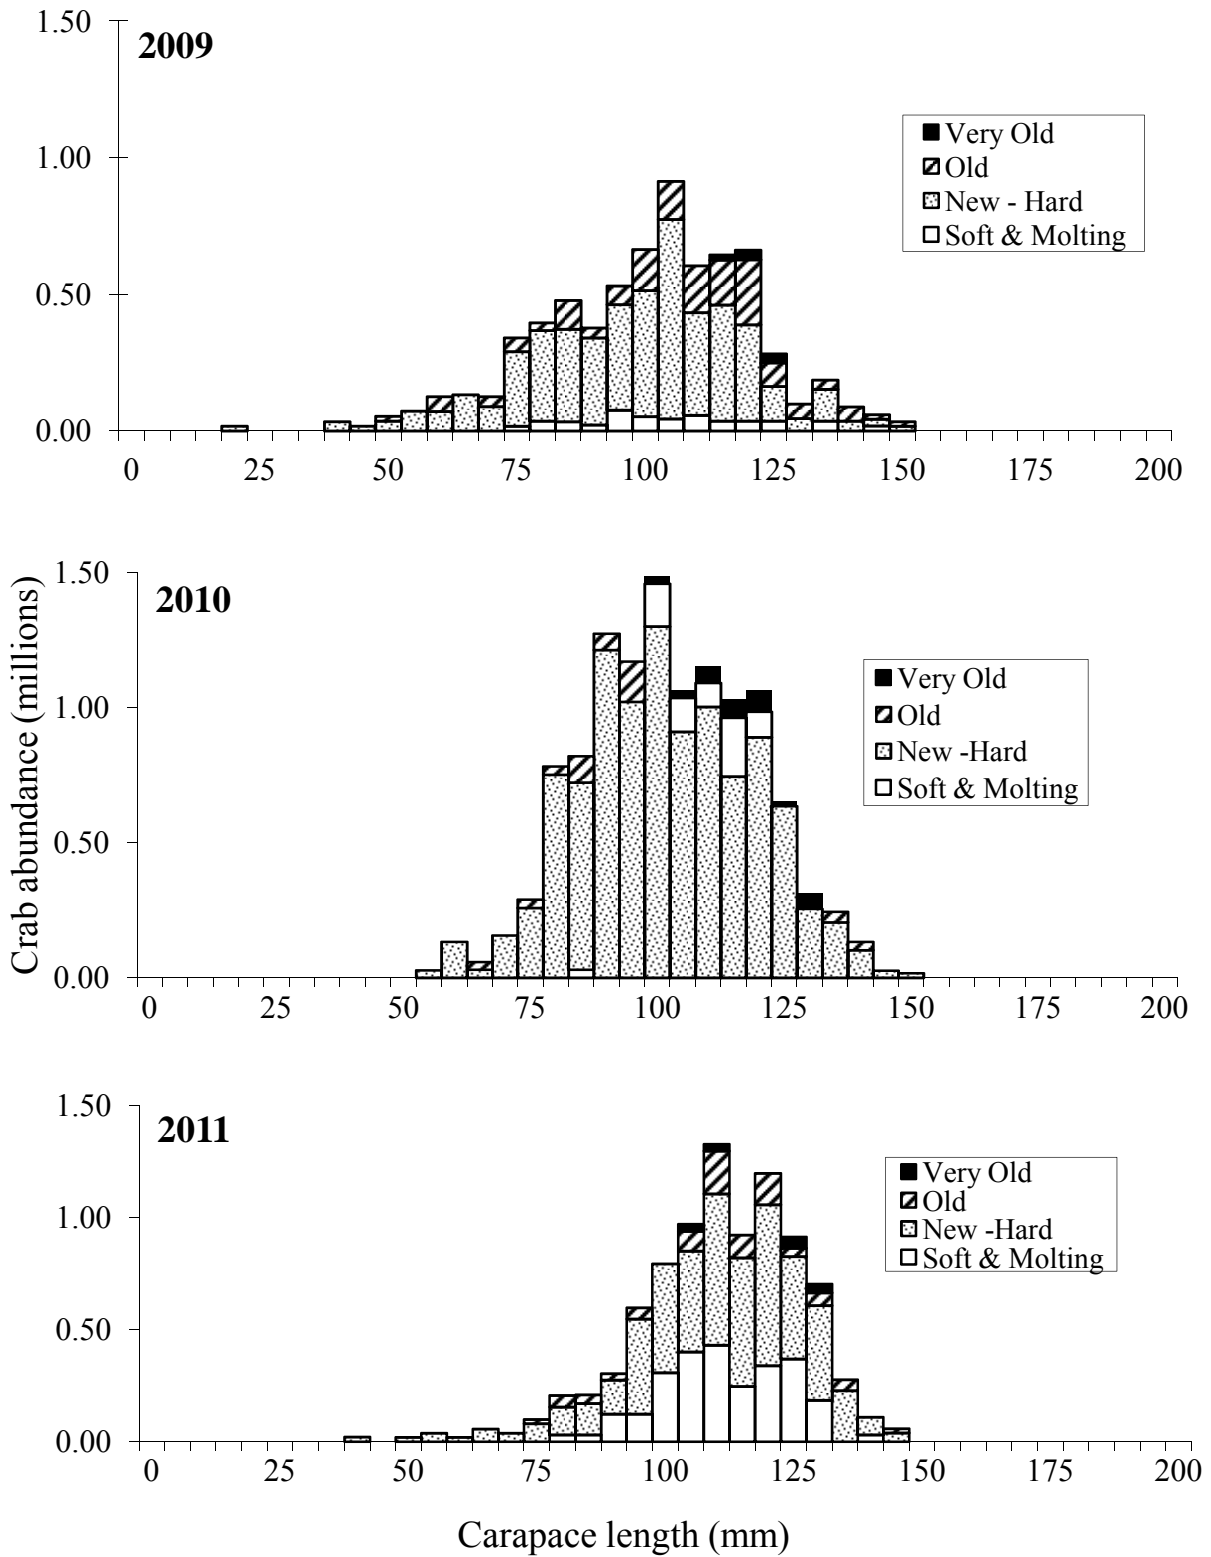 1.50
2009
1.00
0.50
0.00
Very Old
Old
New - Hard
Soft & Molting
0 25 50 75 100 125 150 175 200
Crab abundance (millions)
1.50
2010
1.00
0.50
0.00
Very Old
Old
New -Hard
Soft & Molting
0 25 50 75 100 125 150 175 200
1.50
2011
1.00
0.50
0.00
Very Old
Old
New -Hard
Soft & Molting
0 25 50 75 100 125 150 175 200
Carapace length (mm)